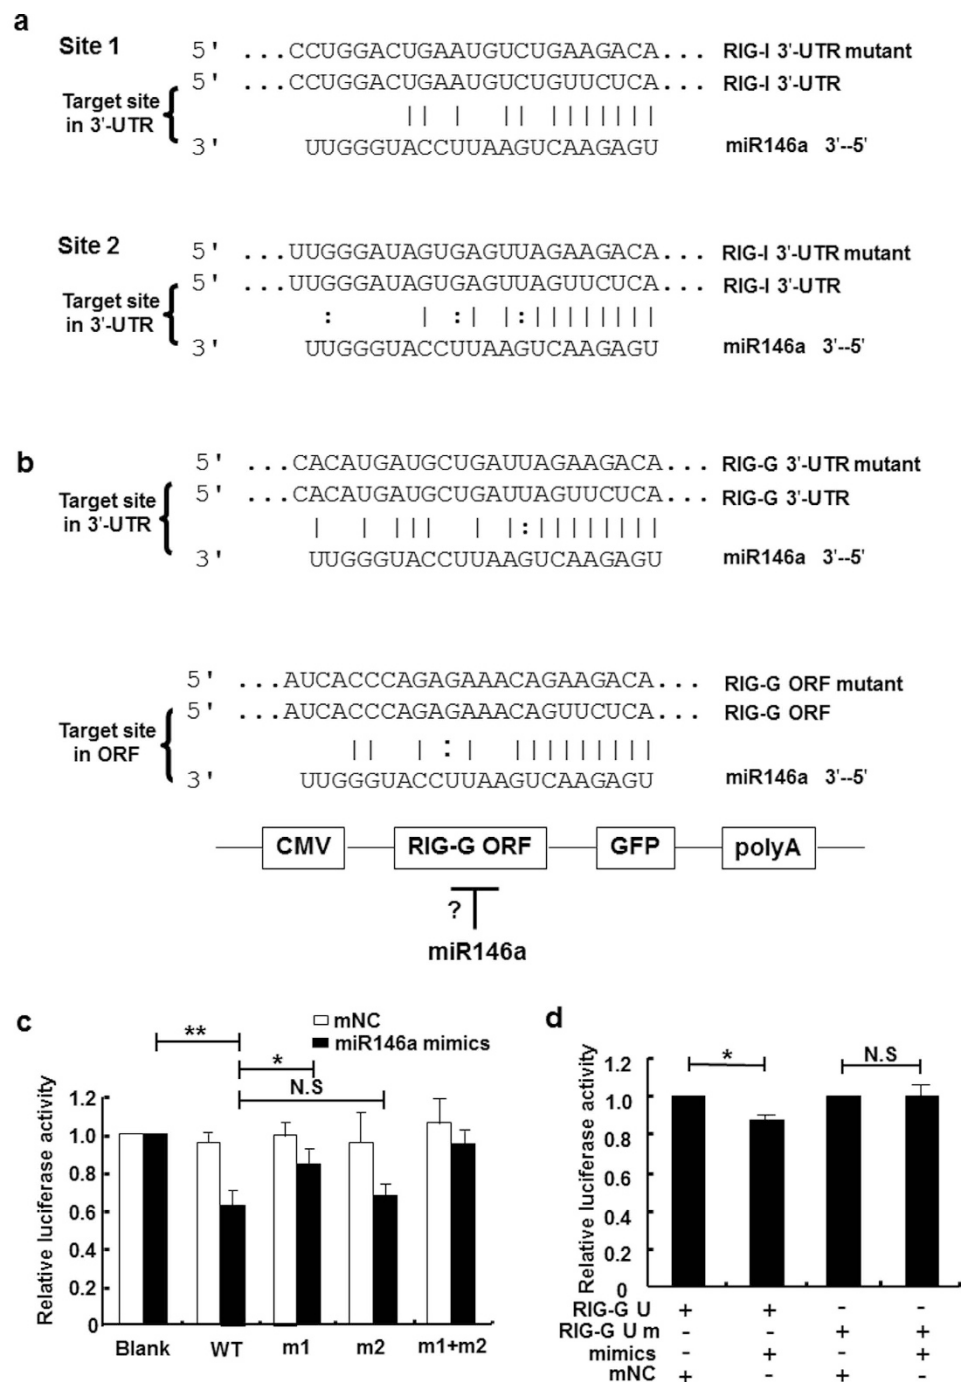 a
Site 1
5' ...CCUGGACUGAAUGUCUGAAGACA... RIG-I 3'-UTR mutant
5' ...CCUGGACUGAAUGUCUGUUCUCA... RIG-I 3'-UTR
Target site
in 3'-UTR
3' UUGGGUACCUUAAGUCAAGAGU miR146a 3'--5'
Site 2
5' ...UUGGGAUAGUGAGUUAGAAGACA... RIG-I 3'-UTR mutant
5' ...UUGGGAUAGUGAGUUAGUUCUCA... RIG-I 3'-UTR
Target site
in 3'-UTR
3' UUGGGUACCUUAAGUCAAGAGU miR146a 3'--5'
b
5' ...CACAUGAUGCUGAUUAGAAGACA... RIG-G 3'-UTR mutant
5' ...CACAUGAUGCUGAUUAGUUCUCA... RIG-G 3'-UTR
Target site
in 3'-UTR
3' UUGGGUACCUUAAGUCAAGAGU miR146a 3'--5'
5' ...AUCACCCAGAGAAACAGAAGACA... RIG-G ORF mutant
5' ...AUCACCCAGAGAAACAGUUCUCA... RIG-G ORF
Target site
in ORF
3' UUGGGUACCUUAAGUCAAGAGU miR146a 3'--5'
CMV RIG-G ORF GFP polyA
?
miR146a
c
mNC
miR146a mimics
**
*
N.S
Relative luciferase activity
1.2
1.0
0.8
0.6
0.4
0.2
0
Blank WT m1 m2 m1+m2
d
* N.S
Relative luciferase activity
1.2
1.0
0.8
0.6
0.4
0.2
0
RIG-G U + + - -
RIG-G U m - - + +
mimics - + - +
mNC + - + -